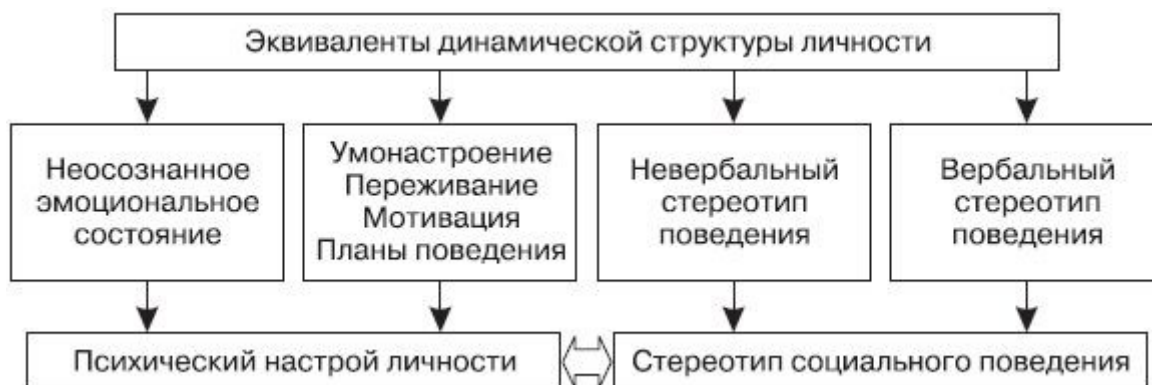 Эквиваленты динамической структуры личности
Неосознанное
эмоциональное
состояние
Умонастроение
Переживание
Мотивация
Планы поведения
Невербальный
стереотип
поведения
Вербальный
стереотип
поведения
Психический настрой личности
Стереотип социального поведения